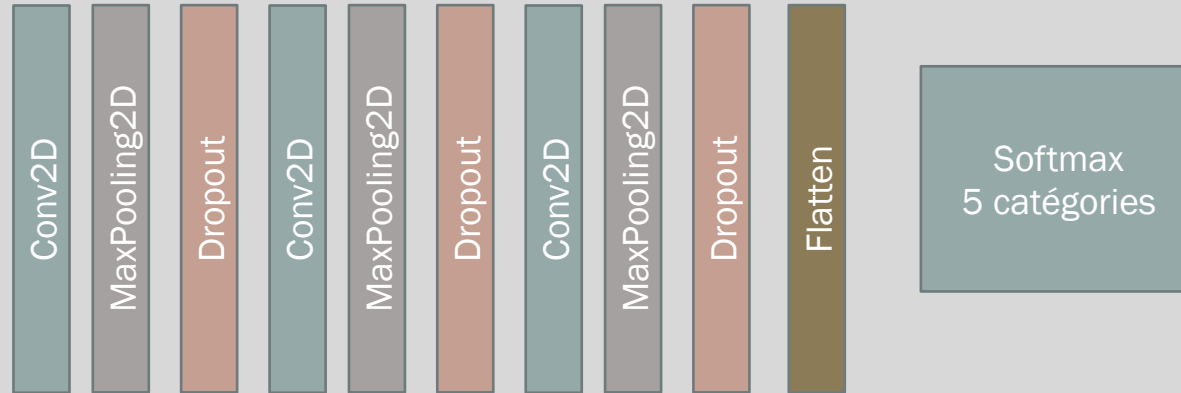 Conv2D
MaxPooling2D
Dropout
Conv2D
MaxPooling2D
Dropout
Conv2D
MaxPooling2D
Dropout
Flatten
Softmax
5 catégories